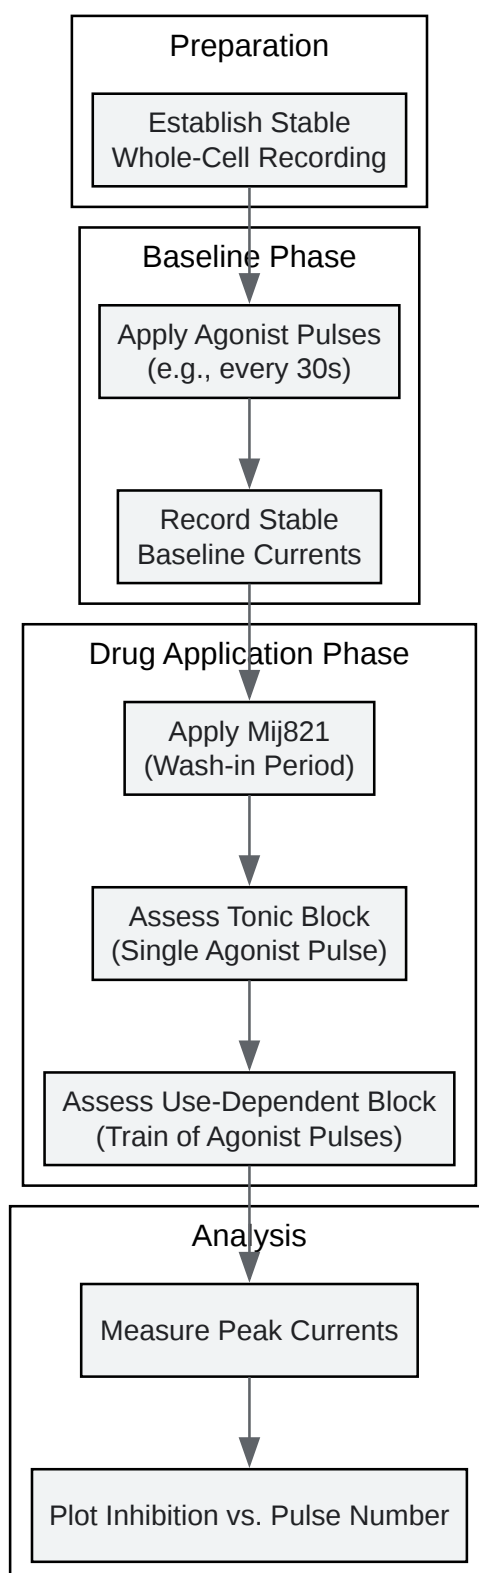 Preparation
Establish Stable
Whole-Cell Recording
Baseline Phase
Apply Agonist Pulses
(e.g., every 30s)
Record Stable
Baseline Currents
Drug Application Phase
Apply Mij821
(Wash-in Period)
Assess Tonic Block
(Single Agonist Pulse)
Assess Use-Dependent Block
(Train of Agonist Pulses)
Analysis
Measure Peak Currents
Plot Inhibition vs. Pulse Number